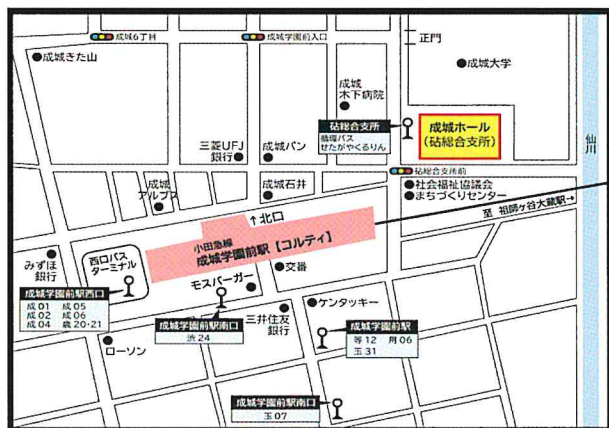 成城6丁目
成城学園前入口
正門
成城きた山
成城大学
成城
木下病院
砧総合支所
循環バス
せたがやくるりん
成城ホール
(砧総合支所)
仙川
三菱UFJ
銀行
成城パン
砧総合支所前
成城
アルプス
成城石井
社会福祉協議会
まちづくりセンター
至 祖師ヶ谷大蔵駅→
↑北口
小田急線
成城学園前駅【コルティ】
みずほ
銀行
西口バス
ターミナル
交番
モスバーガー
成城学園前駅西口
成01 成05
成02 成06
成04 歳20・21
成城学園前駅南口
渋24
三井住友
銀行
ケンタッキー
成城学園前駅
等12 用06
玉31
ローソン
成城学園前駅南口
玉07